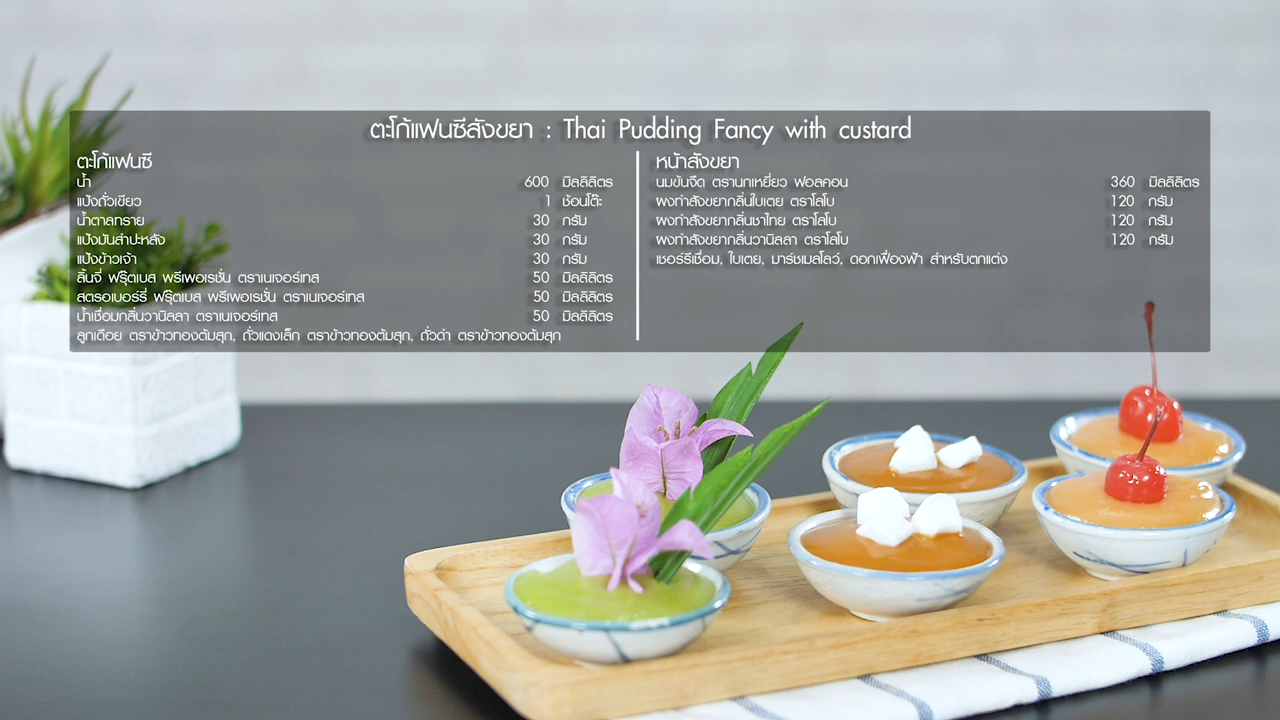 ตะโก้แฟนซีสังขยา : Thai Pudding Fancy with custard
ตะโก้แฟนซี
น้ำ 600 มิลลิลิตร
แป้งถั่วเขียว 1 ช้อนโต๊ะ
น้ำตาลทราย 30 กรัม
แป้งมันสำปะหลัง 30 กรัม
แป้งข้าวเจ้า 30 กรัม
ลิ้นจี่ ฟรุ๊ตเบส พรีเพอเรชั่น ตราเนเจอร์เทส 50 มิลลิลิตร
สตรอเบอร์รี่ ฟรุ๊ตเบส พรีเพอเรชั่น ตราเนเจอร์เทส 50 มิลลิลิตร
น้ำเชื่อมกลิ่นวานิลลา ตราเนเจอร์เทส 50 มิลลิลิตร
ลูกเดือย ตราข้าวทองต้มสุก, ถั่วแดงเล็ก ตราข้าวทองต้มสุก, ถั่วดำ ตราข้าวทองต้มสุก
หน้าสังขยา
นมข้นจืด ตรานกเหยี่ยว ฟอลคอน 360 มิลลิลิตร
ผงทำสังขยากลิ่นใบเตย ตราโลโบ 120 กรัม
ผงทำสังขยากลิ่นชาไทย ตราโลโบ 120 กรัม
ผงทำสังขยากลิ่นวานิลลา ตราโลโบ 120 กรัม
เชอร์รีเชื่อม, ใบเตย, มาร์ชเมลโลว์, ดอกเฟื่องฟ้า สำหรับตกแต่ง